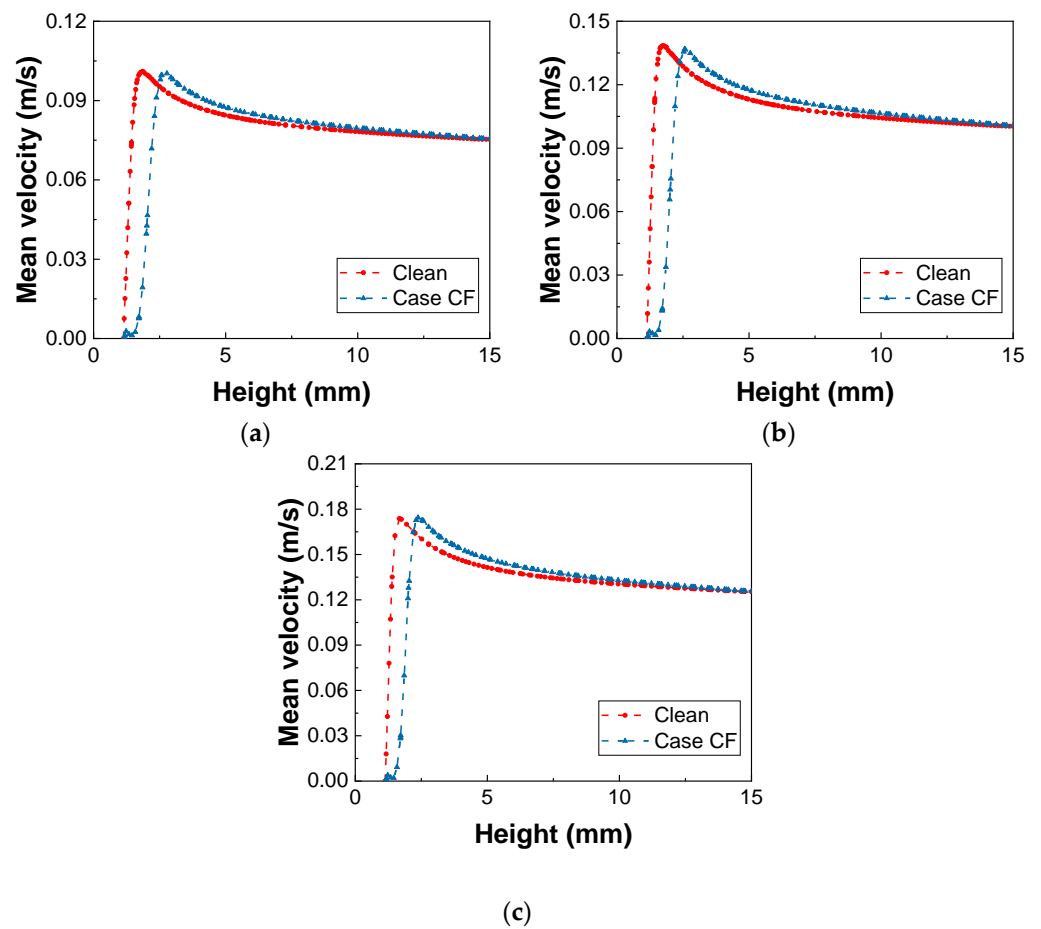 0.12
0.09
0.06
0.03
0.00
Mean velocity (m/s)
Clean
Case CF
0 5 10 15
Height (mm)
(a)
0.15
0.12
0.09
0.06
0.03
0.00
Mean velocity (m/s)
Clean
Case CF
0 5 10 15
Height (mm)
(b)
0.21
0.18
0.15
0.12
0.09
0.06
0.03
0.00
Mean velocity (m/s)
Clean
Case CF
0 5 10 15
Height (mm)
(c)